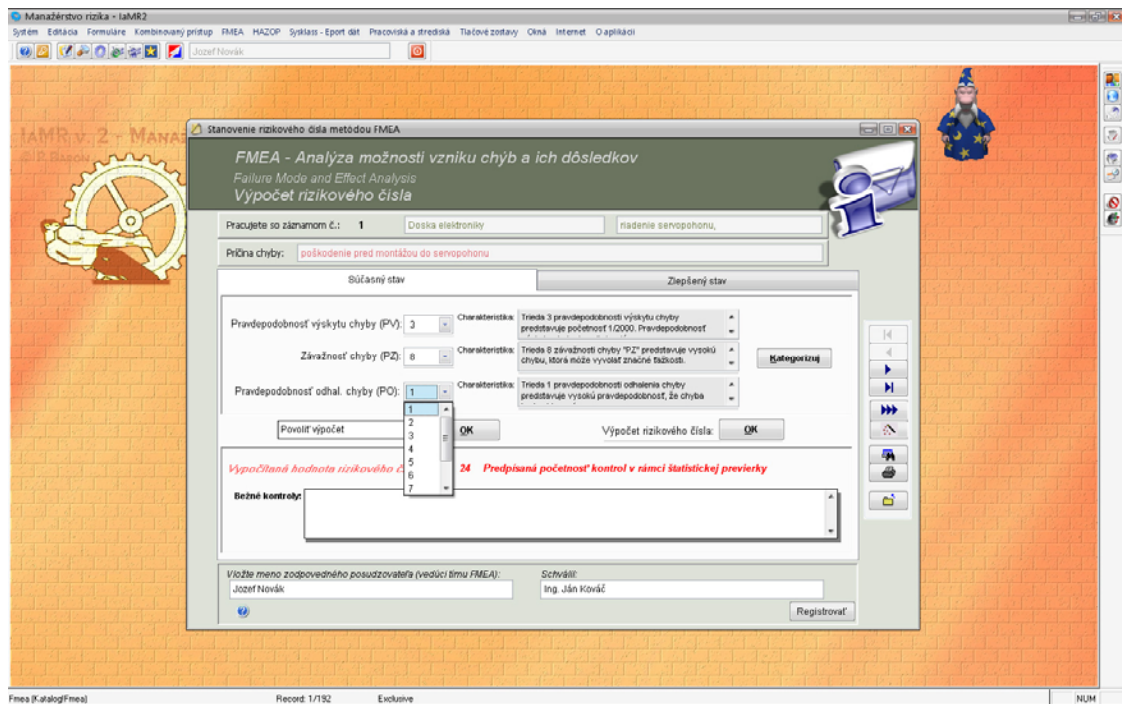 Manažérstvo rizika - IaMR2
Systém Editácia Formuláre Kombinovaný prístup FMEA HAZOP Sysklass - Eport dát Pracoviská a strediská Tlačové zostavy Okná Internet O aplikácii
Jozef Novák
IaMR v. 2 - Manaž
© P. Baron
Stanovenie rizikového čísla metódou FMEA
FMEA - Analýza možnosti vzniku chýb a ich dôsledkov
Failure Mode and Effect Analysis
Výpočet rizikového čísla
Pracujete so záznamom č.: 1 Doska elektroniky riadenie servopohonu,
Príčina chyby: poškodenie pred montážou do servopohonu
Súčasný stav Zlepšený stav
Pravdepodobnosť výskytu chyby (PV): 3 Charakteristika: Trieda 3 pravdepodobnosti výskytu chyby
predstavuje početnosť 1/2000. Pravdepodobnosť
Závažnosť chyby (PZ): 8 Charakteristika: Trieda 8 závažnosti chyby "PZ" predstavuje vysokú
chybu, ktorá môže vyvolať značné ťažkosti.
Kategorizuj
Pravdepodobnosť odhal. chyby (PO): 1 Charakteristika: Trieda 1 pravdepodobnosti odhalenia chyby
predstavuje vysokú pravdepodobnosť, že chyba
1
2
3
4
5
6
7
Povoliť výpočet OK Výpočet rizikového čísla: OK
Vypočítaná hodnota rizikového č 24 Predpísaná početnosť kontrol v rámci štatistickej previerky
Bežné kontroly:
Vložte meno zodpovedného posudzovateľa (vedúci tímu FMEA): Schválil:
Jozef Novák Ing. Ján Kováč
Registrovať
Fmea (Katalog!Fmea) Record: 1/192 Exclusive NUM